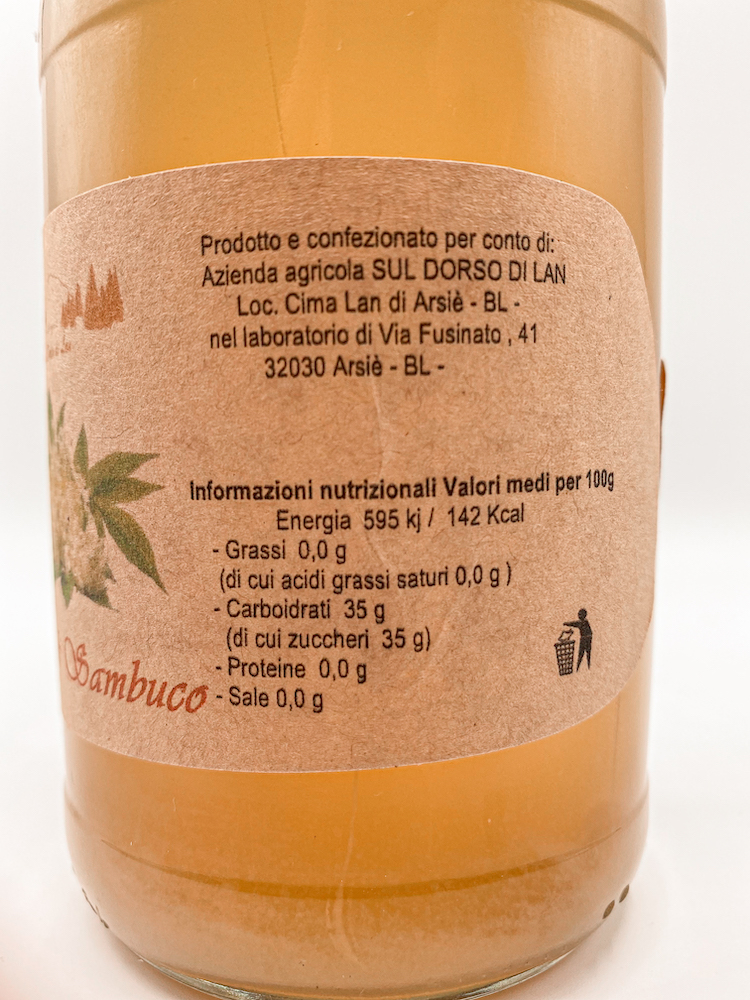 Prodotto e confezionato per conto di:
Azienda agricola SUL DORSO DI LAN
Loc. Cima Lan di Arsiè - BL -
nel laboratorio di Via Fusinato , 41
32030 Arsiè - BL -
Informazioni nutrizionali Valori medi per 100g
Energia 595 kj / 142 Kcal
- Grassi 0,0 g
(di cui acidi grassi saturi 0,0 g )
- Carboidrati 35 g
(di cui zuccheri 35 g)
- Proteine 0,0 g
- Sale 0,0 g
Sambuco